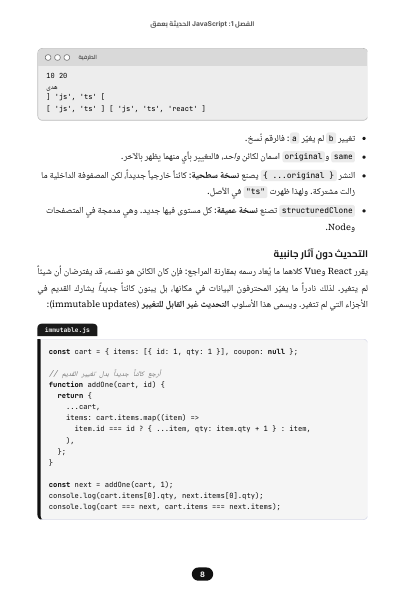 الفصل 1: JavaScript الحديثة بعمق
الطرفية
10 20
هدى
[ 'js', 'ts' ]
[ 'js', 'ts' ] [ 'js', 'ts', 'react' ]
تغيير b لم يغيّر a: فالرقم نُسخ.
same و original اسمان لكائن واحد، فالتغيير بأي منهما يظهر بالآخر.
النشر { ...original } يصنع نسخة سطحية: كائناً خارجياً جديداً، لكن المصفوفة الداخلية ما
زالت مشتركة. ولهذا ظهرت "ts" في الأصل.
structuredClone تصنع نسخة عميقة: كل مستوى فيها جديد. وهي مدمجة في المتصفحات
وNode.
التحديث دون آثار جانبية
يقرر React وVue كلاهما ما يُعاد رسمه بمقارنة المراجع: فإن كان الكائن هو نفسه، قد يفترضان أن شيئاً
لم يتغير. لذلك نادراً ما يغيّر المحترفون البيانات في مكانها، بل يبنون كائناً جديداً يشارك القديم في
الأجزاء التي لم تتغير. ويسمى هذا الأسلوب التحديث غير القابل للتغيير (immutable updates):
immutable.js
const cart = { items: [{ id: 1, qty: 1 }], coupon: null };
// أرجع كائناً جديداً بدل تغيير القديم
function addOne(cart, id) {
return {
...cart,
items: cart.items.map((item) =>
item.id === id ? { ...item, qty: item.qty + 1 } : item,
),
};
}
const next = addOne(cart, 1);
console.log(cart.items[0].qty, next.items[0].qty);
console.log(cart === next, cart.items === next.items);
8